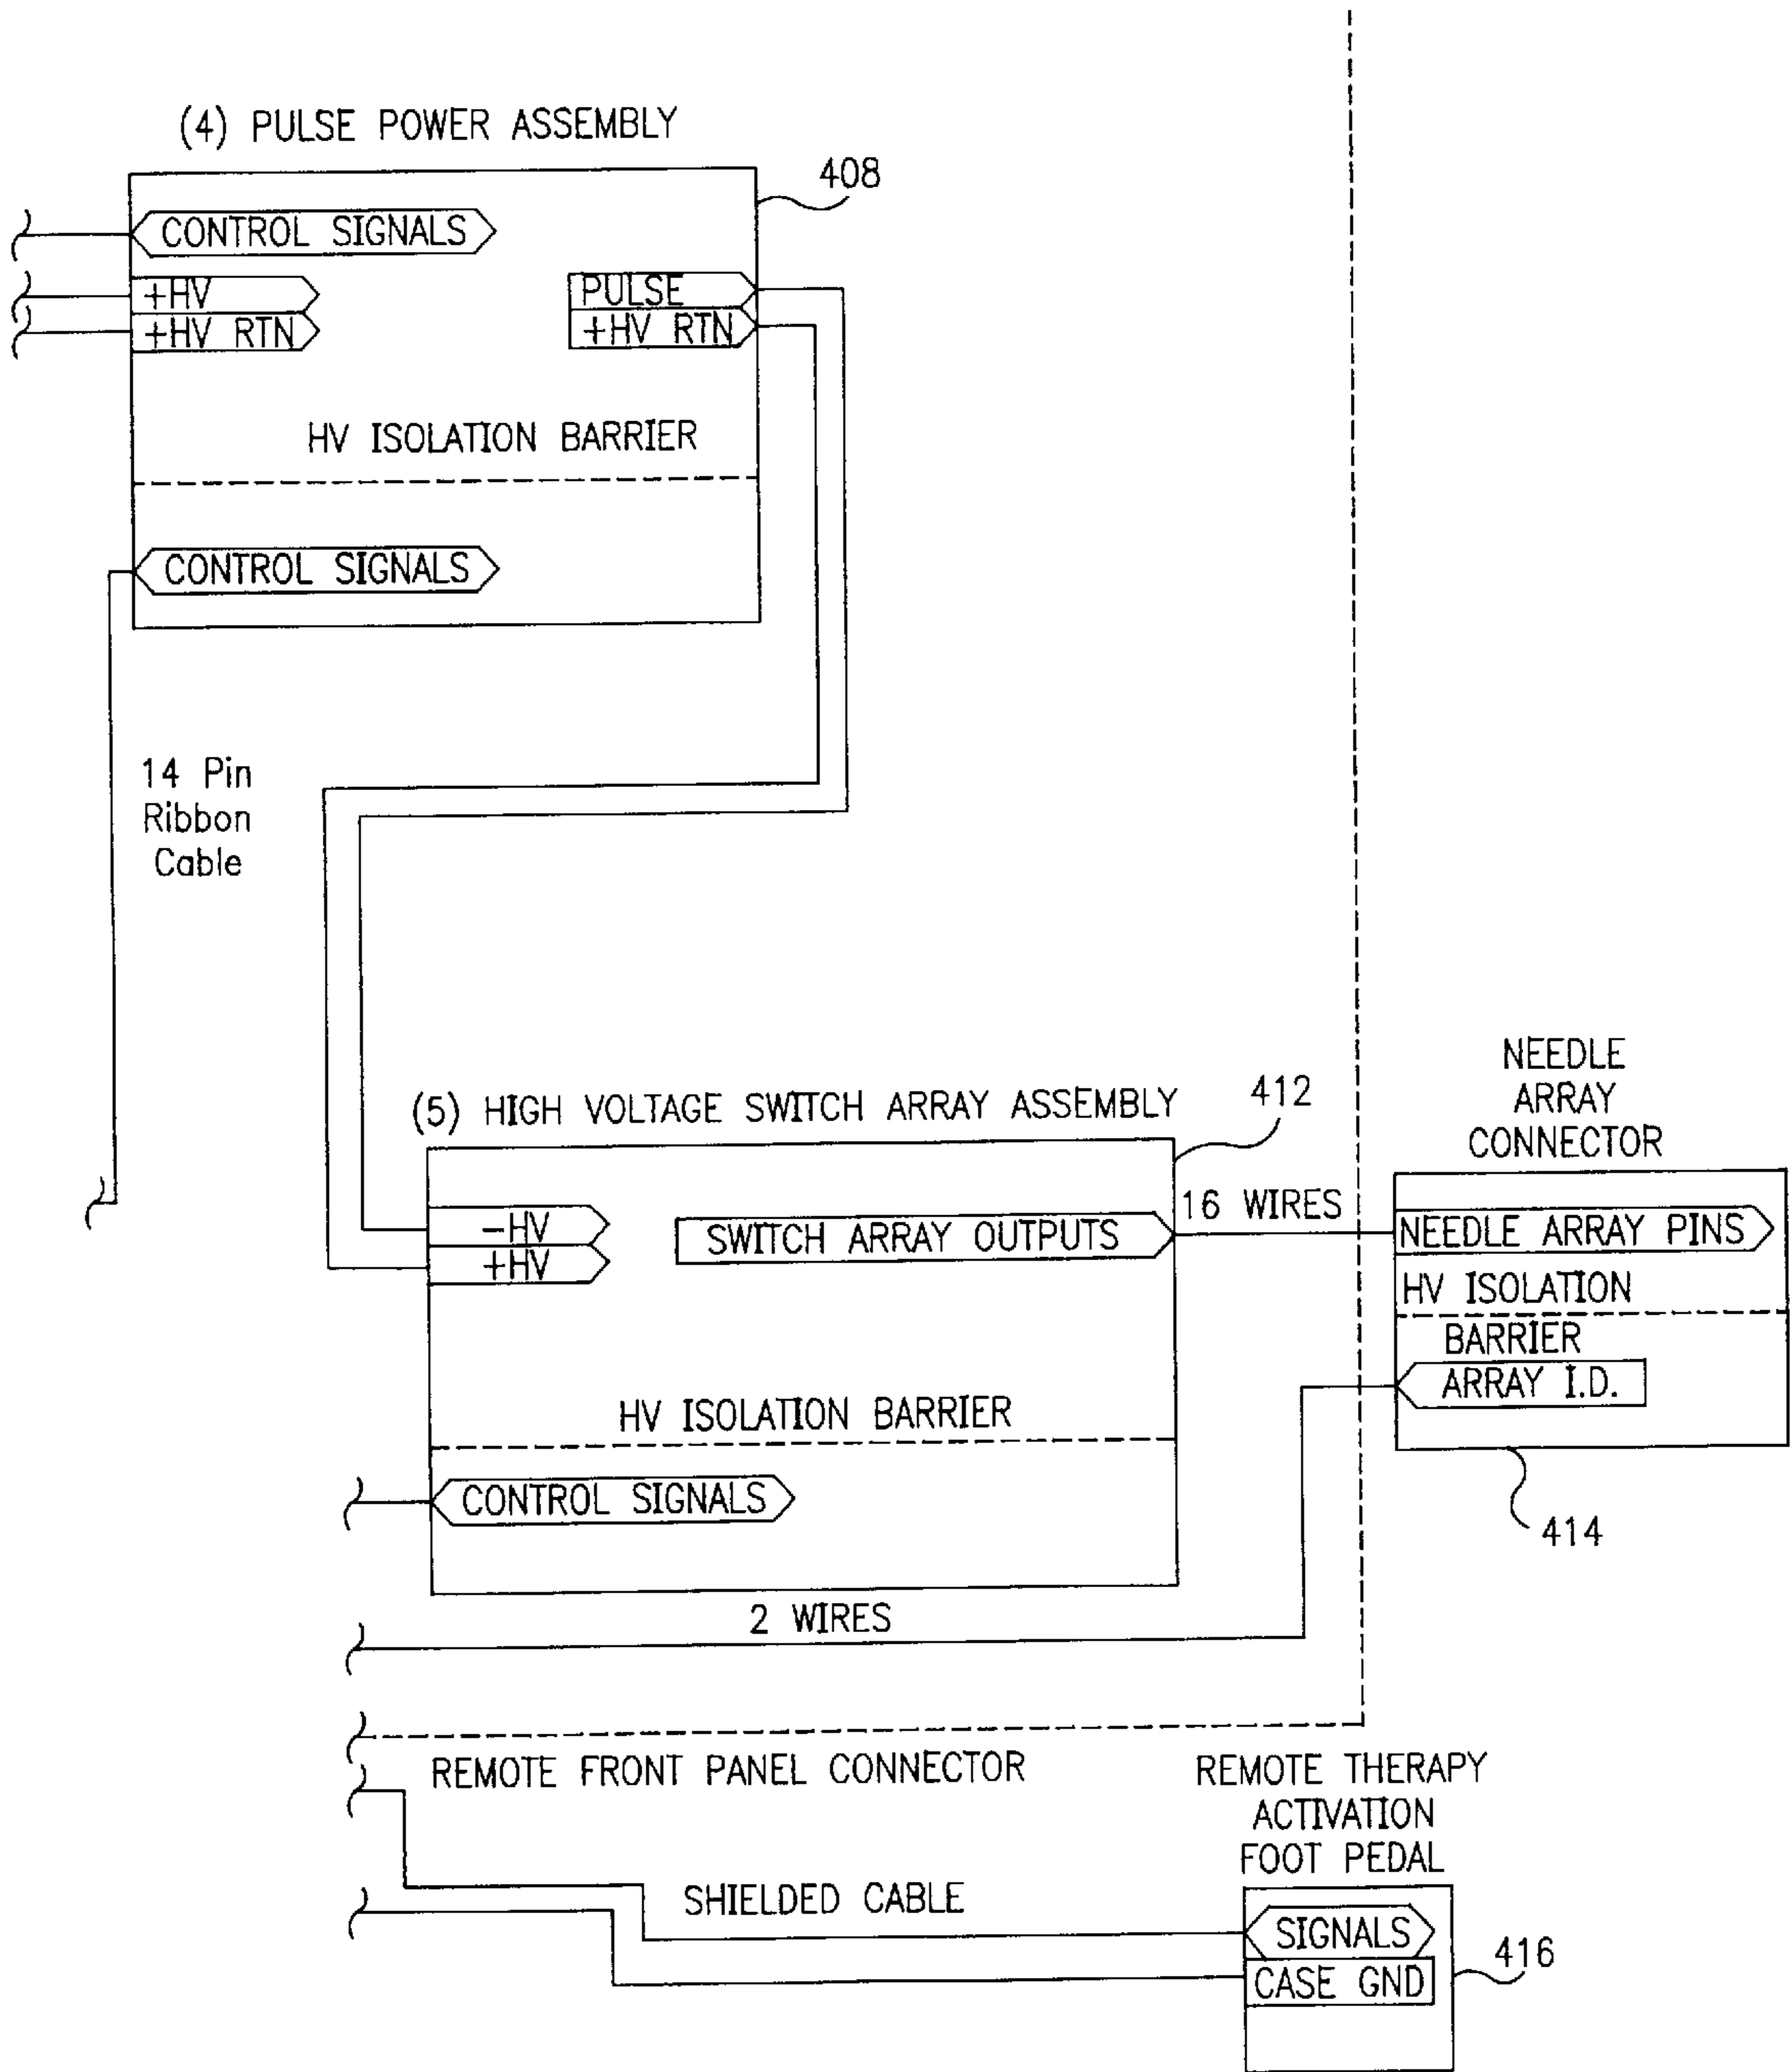 (4) PULSE POWER ASSEMBLY
408
CONTROL SIGNALS
+HV
+HV RTN
PULSE
+HV RTN
HV ISOLATION BARRIER
CONTROL SIGNALS
14 Pin
Ribbon
Cable
(5) HIGH VOLTAGE SWITCH ARRAY ASSEMBLY
412
-HV
+HV
SWITCH ARRAY OUTPUTS
16 WIRES
HV ISOLATION BARRIER
CONTROL SIGNALS
2 WIRES
NEEDLE
ARRAY
CONNECTOR
NEEDLE ARRAY PINS
HV ISOLATION
BARRIER
ARRAY I.D.
414
REMOTE FRONT PANEL CONNECTOR
SHIELDED CABLE
REMOTE THERAPY
ACTIVATION
FOOT PEDAL
SIGNALS
CASE GND
416